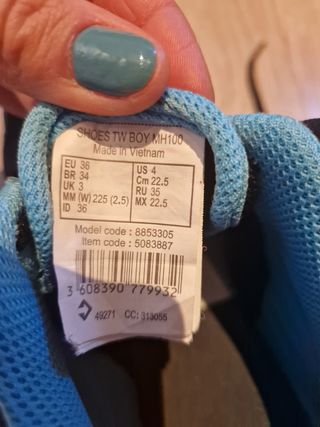 SHOES TW BOY MH100
Made in Vietnam
EU 36 US 4
BR 34 Cm 22.5
UK 3 RU 35
MM (W) 225 (2.5) MX 22.5
ID 36
Model code : 8853305
Item code : 5083887
3 608390 779932
49271 CC: 313055